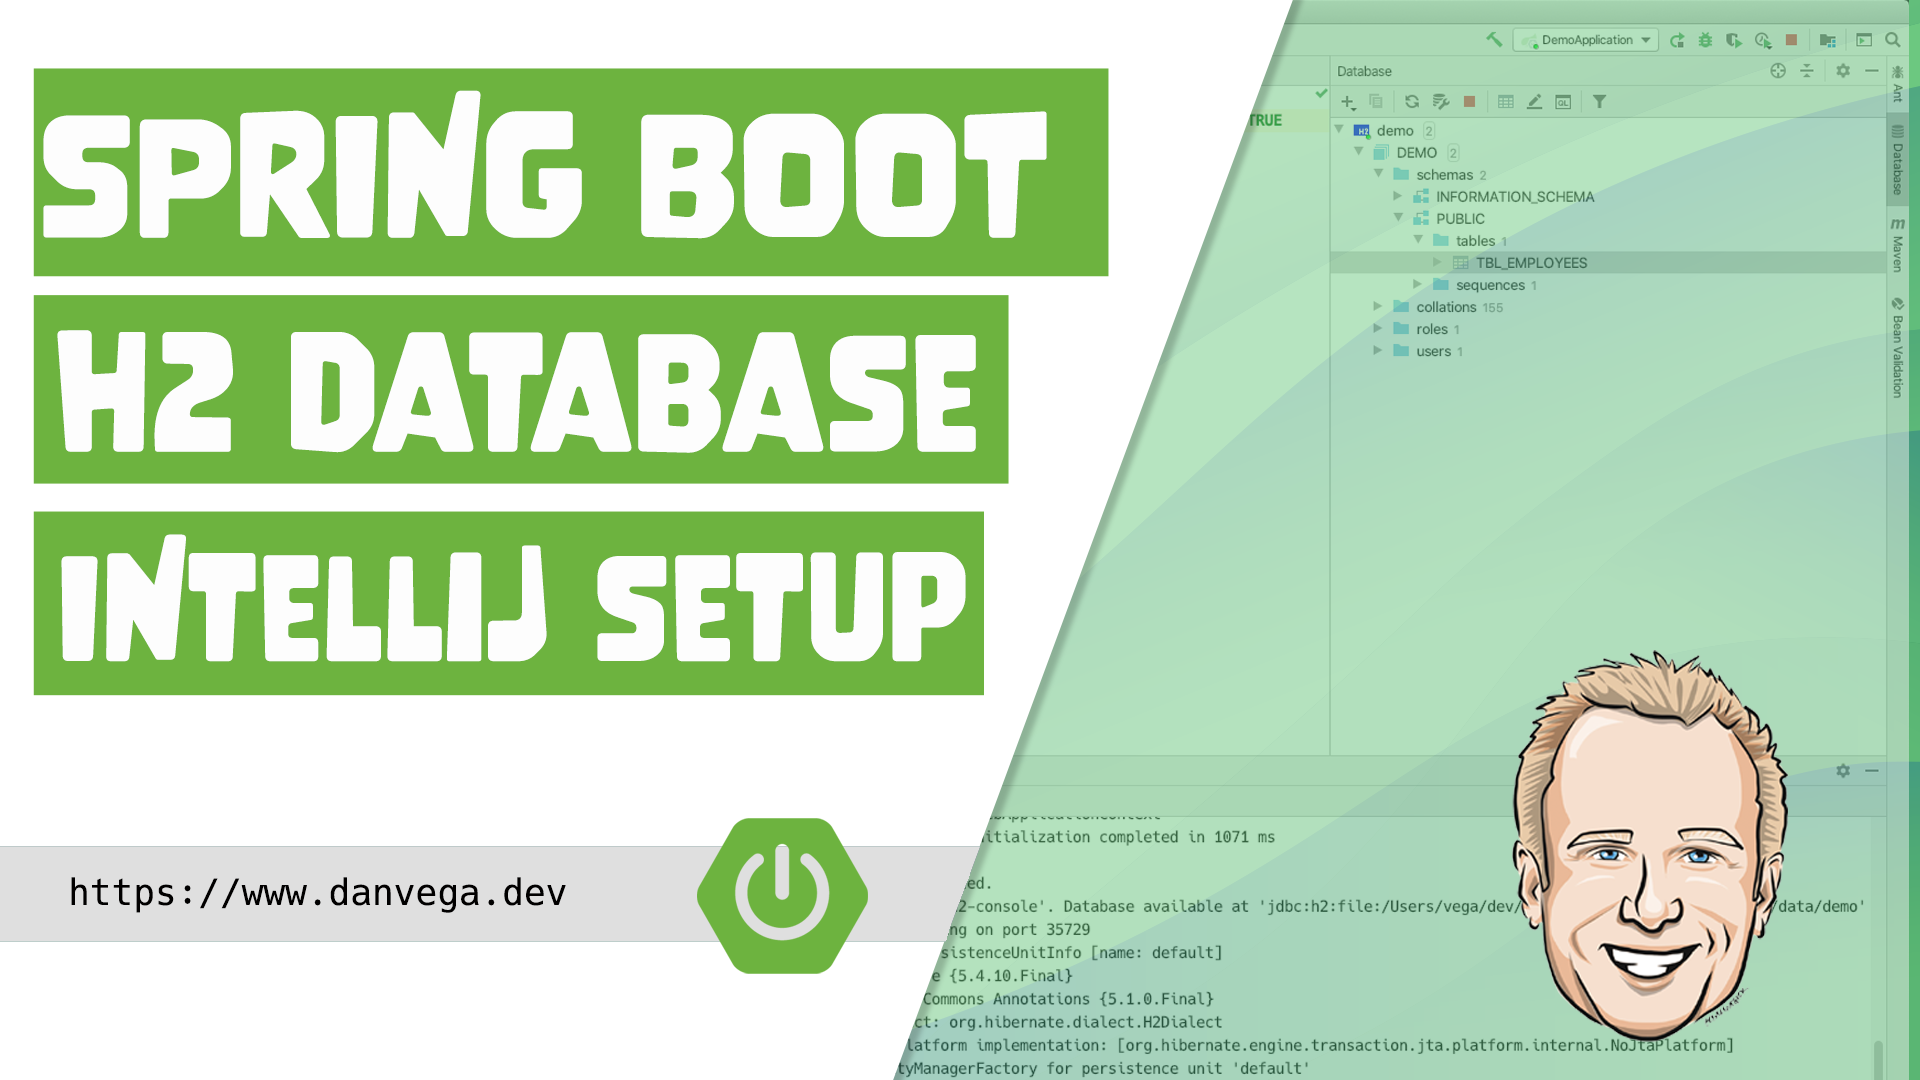 SPRING BOOT
H2 DATABASE
INTELLIJ SETUP
https://www.danvega.dev
DemoApplication
Database
TRUE
demo 2
DEMO 2
schemas 2
INFORMATION_SCHEMA
PUBLIC
tables 1
TBL_EMPLOYEES
sequences 1
collations 155
roles 1
users 1
Ant
Database
m Maven
Bean Validation
itialization completed in 1071 ms
ed.
2-console'. Database available at 'jdbc:h2:file:/Users/vega/dev/ /data/demo'
ng on port 35729
sistenceUnitInfo [name: default]
e {5.4.10.Final}
Commons Annotations {5.1.0.Final}
ct: org.hibernate.dialect.H2Dialect
latform implementation: [org.hibernate.engine.transaction.jta.platform.internal.NoJtaPlatform]
tyManagerFactory for persistence unit 'default'